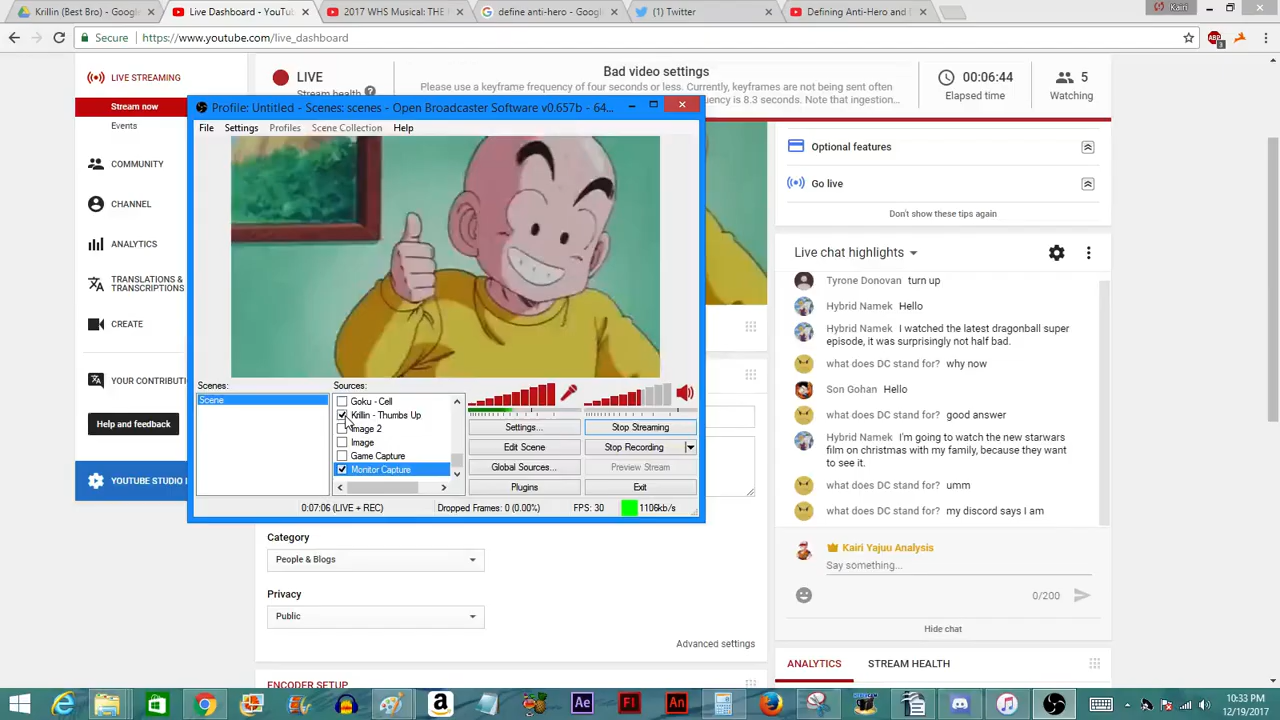 Krillin (Best Bro) - Google
Live Dashboard - YouTube
2017 WHS Musical: THE
define anti-hero - Goog
(1) Twitter
Defining Anti-Hero and
Kairi
Secure
https://www.youtube.com/live_dashboard
LIVE STREAMING
Stream now
Events
COMMUNITY
CHANNEL
ANALYTICS
TRANSLATIONS &
TRANSCRIPTIONS
CREATE
YOUR CONTRIBUTI
Help and feedback
YOUTUBE STUDIO
LIVE
Stream health
Bad video settings
Please use a keyframe frequency of four seconds or less. Currently, keyframes are not being sent often
quency is 8.3 seconds. Note that ingestion...
00:06:44
Elapsed time
5
Watching
Profile: Untitled - Scenes: scenes - Open Broadcaster Software v0.657b - 64...
File
Settings
Profiles
Scene Collection
Help
Scenes:
Scene
Sources:
Goku - Cell
Krillin - Thumbs Up
Image 2
Image
Game Capture
Monitor Capture
Settings...
Stop Streaming
Edit Scene
Stop Recording
Global Sources...
Preview Stream
Plugins
Exit
0:07:06 (LIVE + REC)
Dropped Frames: 0 (0.00%)
FPS: 30
1106kb/s
Category
People & Blogs
Privacy
Public
Advanced settings
ENCODER SETUP
Optional features
Go live
Don't show these tips again
Live chat highlights
Tyrone Donovan turn up
Hybrid Namek Hello
Hybrid Namek I watched the latest dragonball super
episode, it was surprisingly not half bad.
what does DC stand for? why now
Son Gohan Hello
what does DC stand for? good answer
Hybrid Namek I'm going to watch the new starwars
film on christmas with my family, because they want
to see it.
what does DC stand for? umm
what does DC stand for? my discord says I am
Kairi Yajuu Analysis
Say something...
0/200
Hide chat
ANALYTICS
STREAM HEALTH
Ae
Fl
An
10:33 PM
12/19/2017